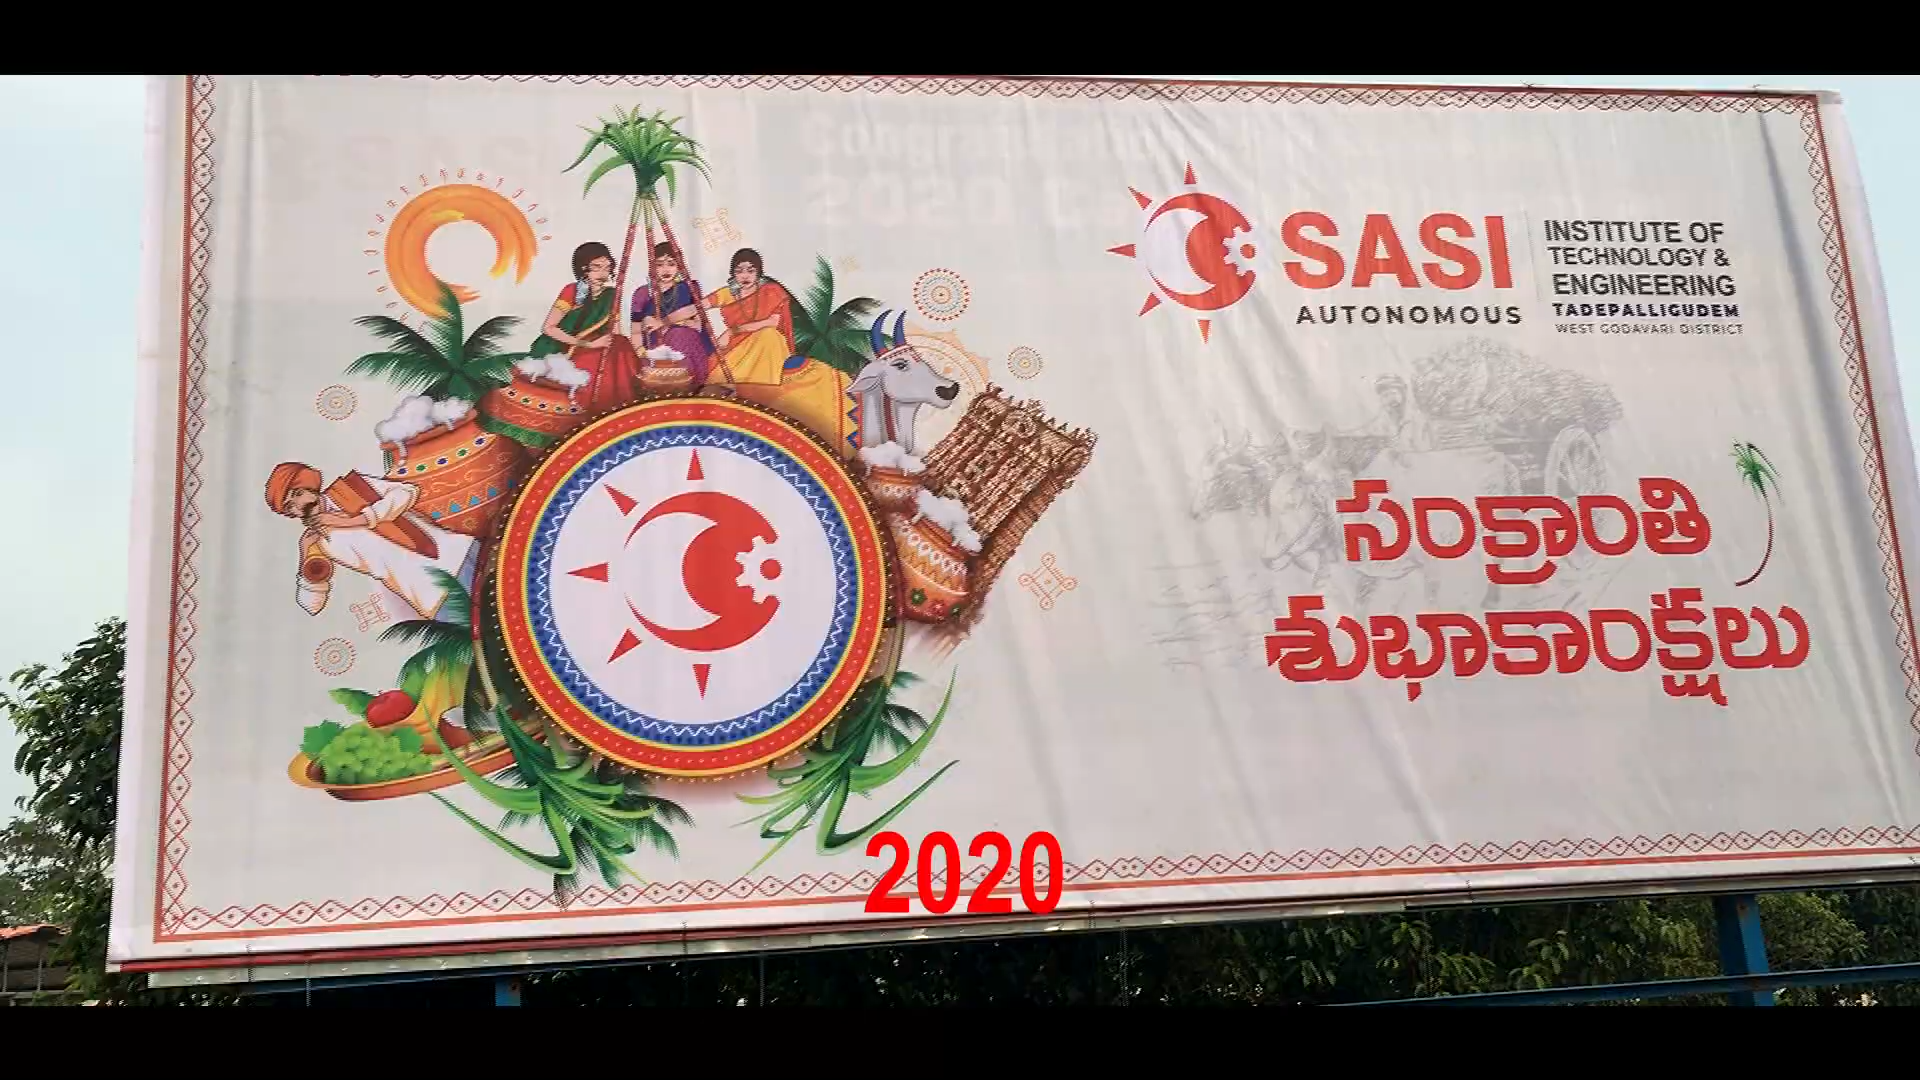 SASI
AUTONOMOUS
INSTITUTE OF
TECHNOLOGY &
ENGINEERING
TADEPALLIGUDEM
WEST GODAVARI DISTRICT
సంక్రాంతి
శుభాకాంక్షలు
2020